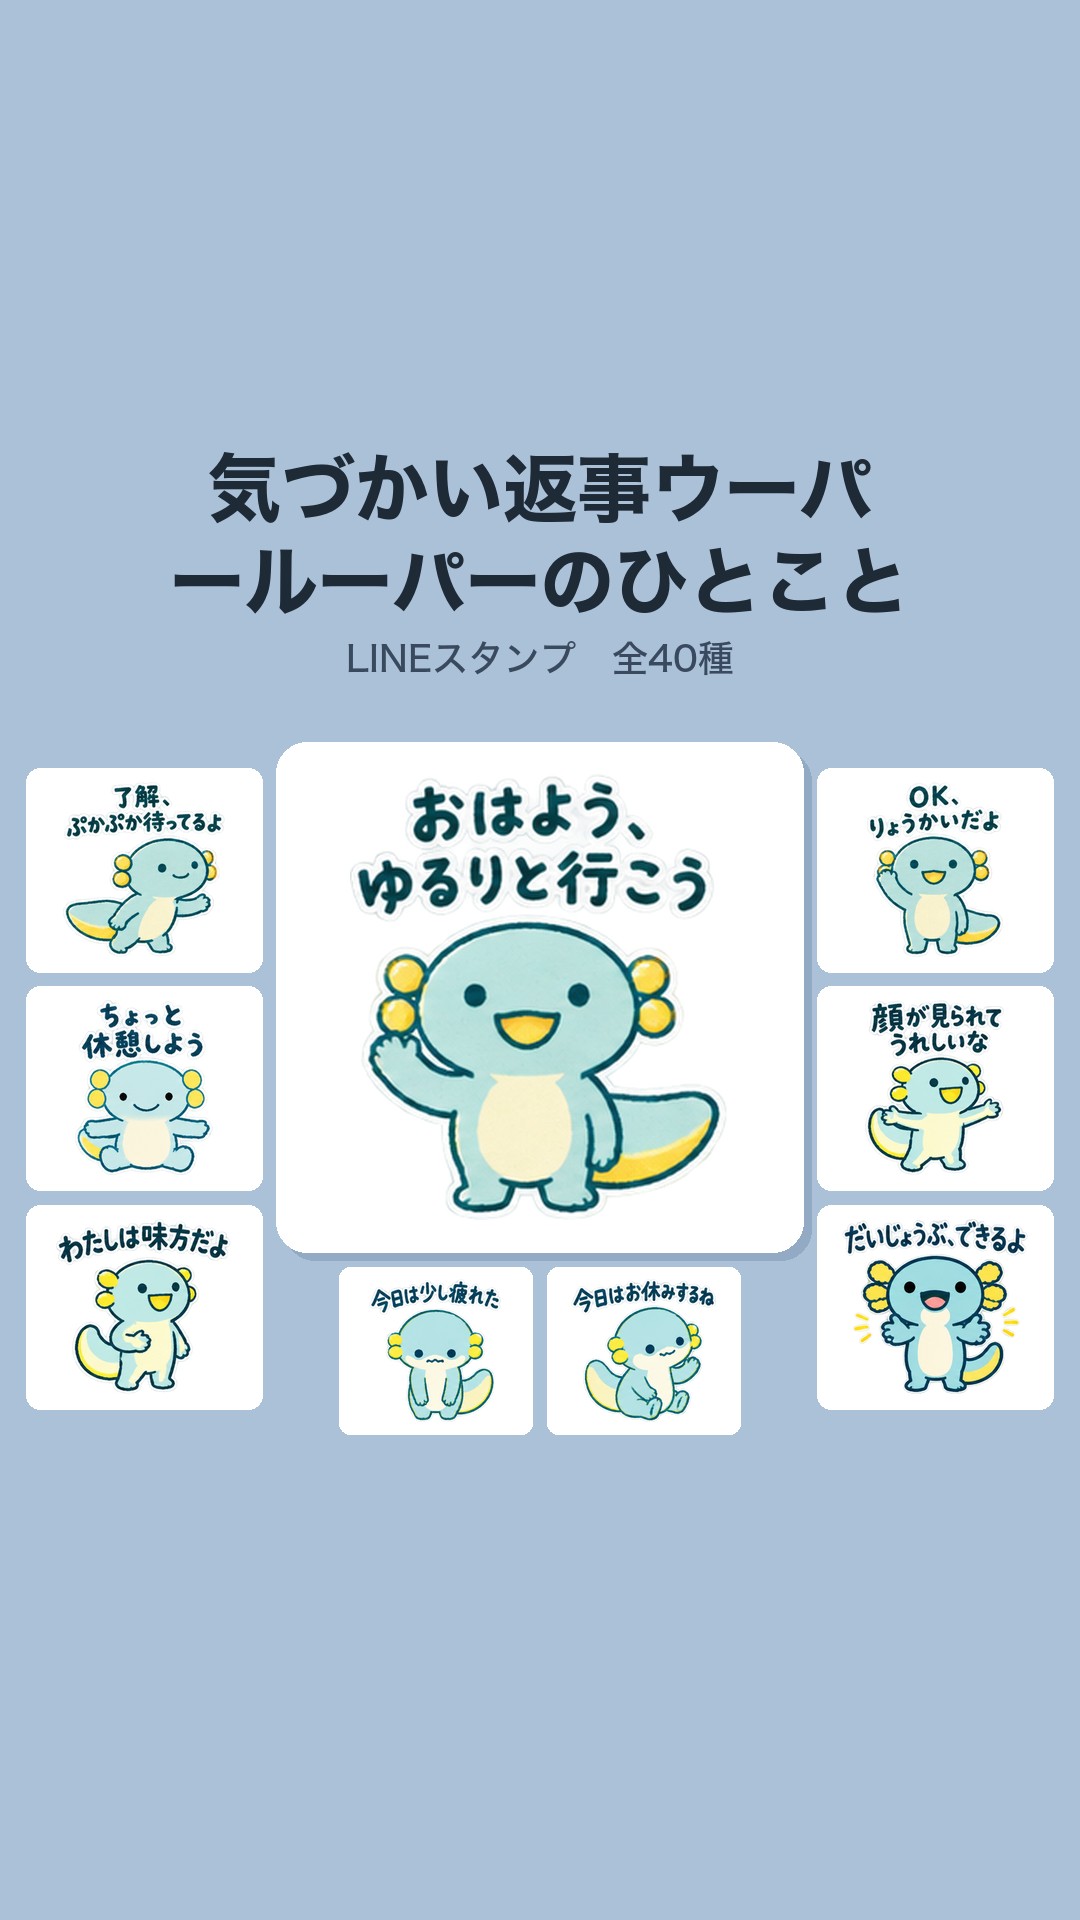 気づかい返事ウーパ
ールーパーのひとこと
LINEスタンプ　全40種
了解、
ぷかぷか待ってるよ
おはよう、
ゆるりと行こう
OK、
りょうかいだよ
ちょっと
休憩しよう
顔が見られて
うれしいな
わたしは味方だよ
だいじょうぶ、できるよ
今日は少し疲れた
今日はお休みするね